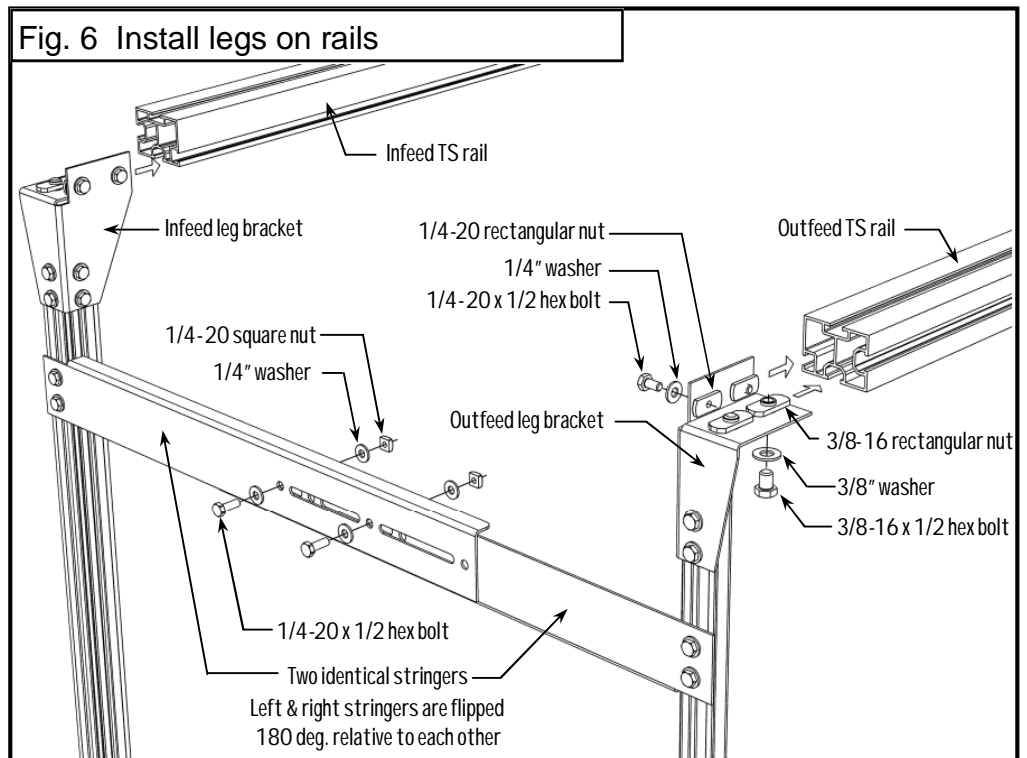 Fig. 6 Install legs on rails
Infeed TS rail
Infeed leg bracket
1/4-20 rectangular nut
Outfeed TS rail
1/4" washer
1/4-20 x 1/2 hex bolt
1/4-20 square nut
1/4" washer
Outfeed leg bracket
3/8-16 rectangular nut
3/8" washer
3/8-16 x 1/2 hex bolt
1/4-20 x 1/2 hex bolt
Two identical stringers
Left & right stringers are flipped
180 deg. relative to each other